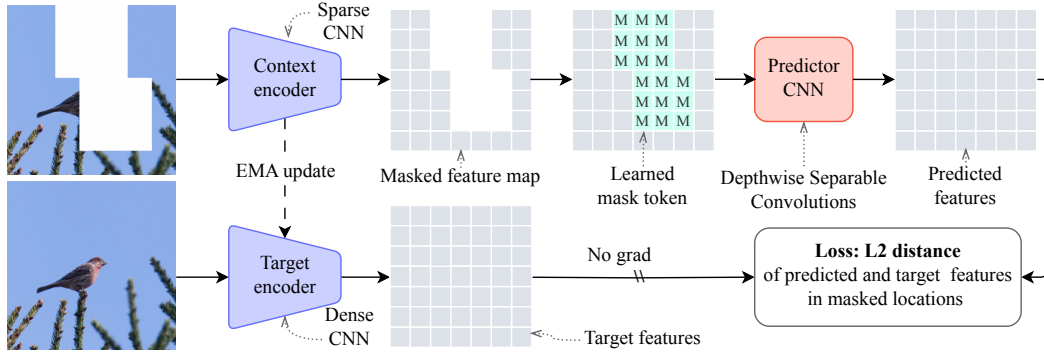 Sparse
CNN
Context
encoder
M M M
M M M
M M M
M M M
M M M
M M M
Predictor
CNN
EMA update
Masked feature map
Learned
mask token
Depthwise Separable
Convolutions
Predicted
features
Target
encoder
Dense
CNN
No grad
Target features
Loss: L2 distance
of predicted and target features
in masked locations